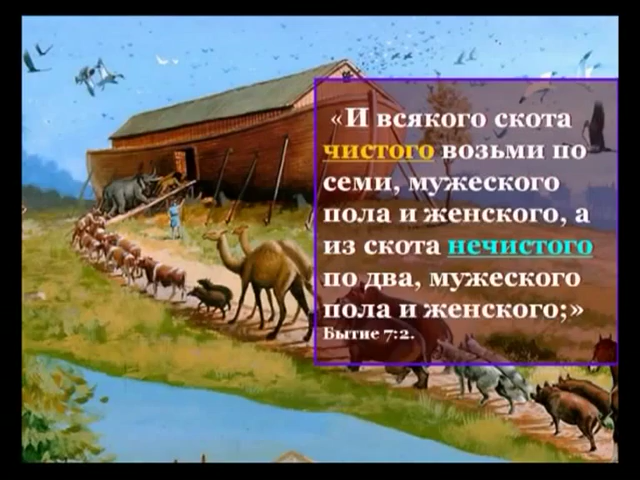 «И всякого скота
чистого возьми по
семи, мужеского
пола и женского, а
из скота нечистого
по два, мужеского
пола и женского;»
Бытие 7:2.